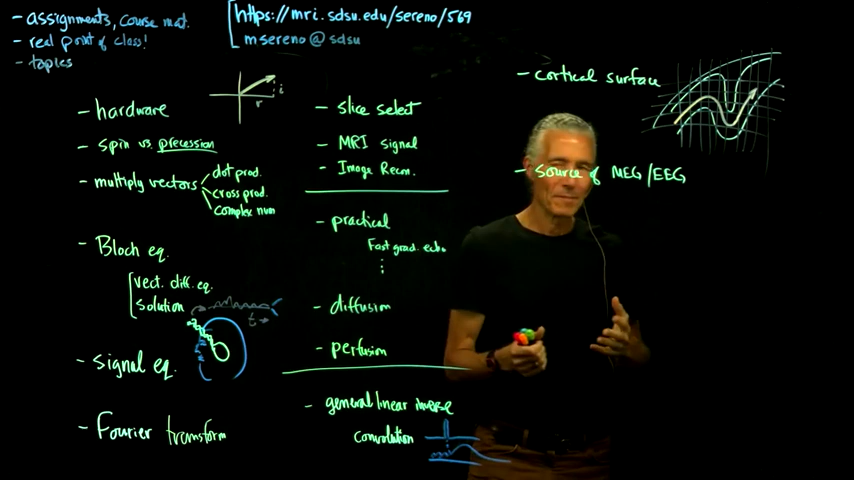 - assignments, course mat.
- real point of class!
- topics
https://mri.sdsu.edu/sereno/569
msereno@sdsu
- hardware
r
i
- spin vs. precession
- multiply vectors
dot prod.
cross prod.
complex num
- Bloch eq.
vect. diff. eq.
solution
t →
- signal eq.
- Fourier transform
- slice select
- MRI signal
- Image Recon.
- practical
Fast grad. echo
⋮
- diffusion
- perfusion
- general linear inverse
convolution
- cortical surface
- source of MEG/EEG